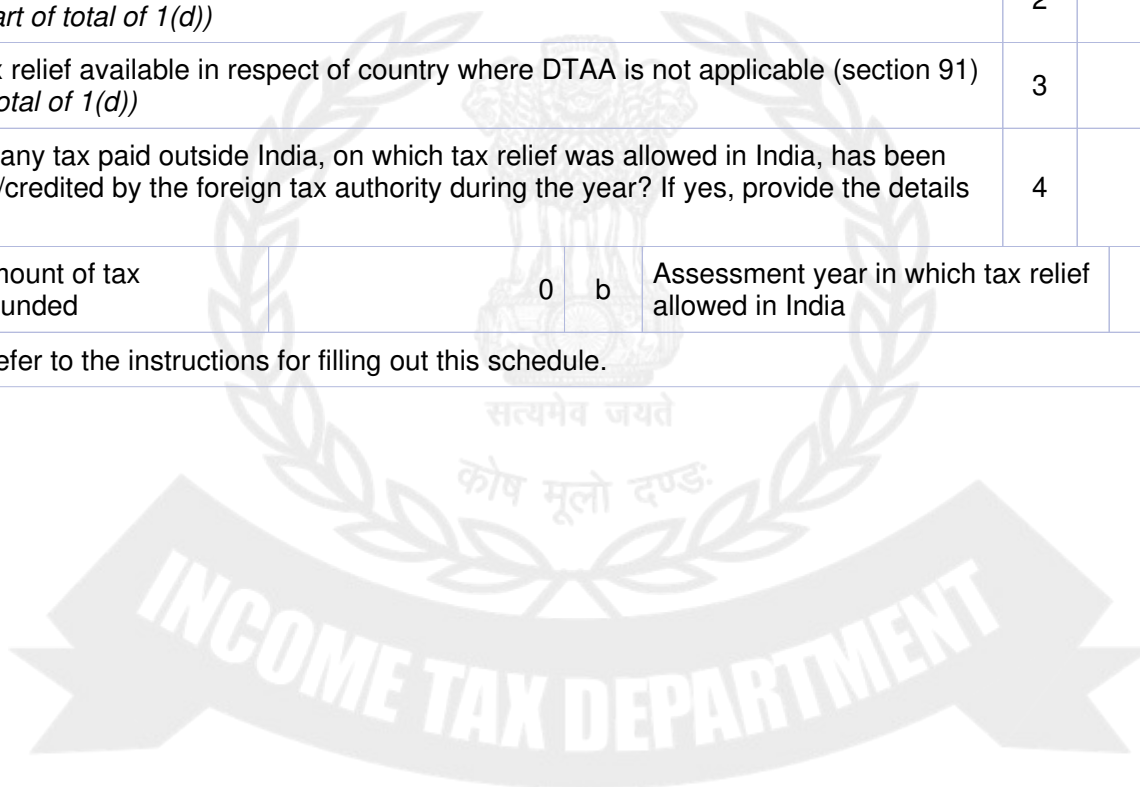 art of total of 1(d))
2
x relief available in respect of country where DTAA is not applicable (section 91)
otal of 1(d))
3
any tax paid outside India, on which tax relief was allowed in India, has been
/credited by the foreign tax authority during the year? If yes, provide the details
4
mount of tax
unded
0
b
Assessment year in which tax relief
allowed in India
efer to the instructions for filling out this schedule.
सत्यमेव जयते
कोष मूलो दण्डः
INCOME TAX DEPARTMENT